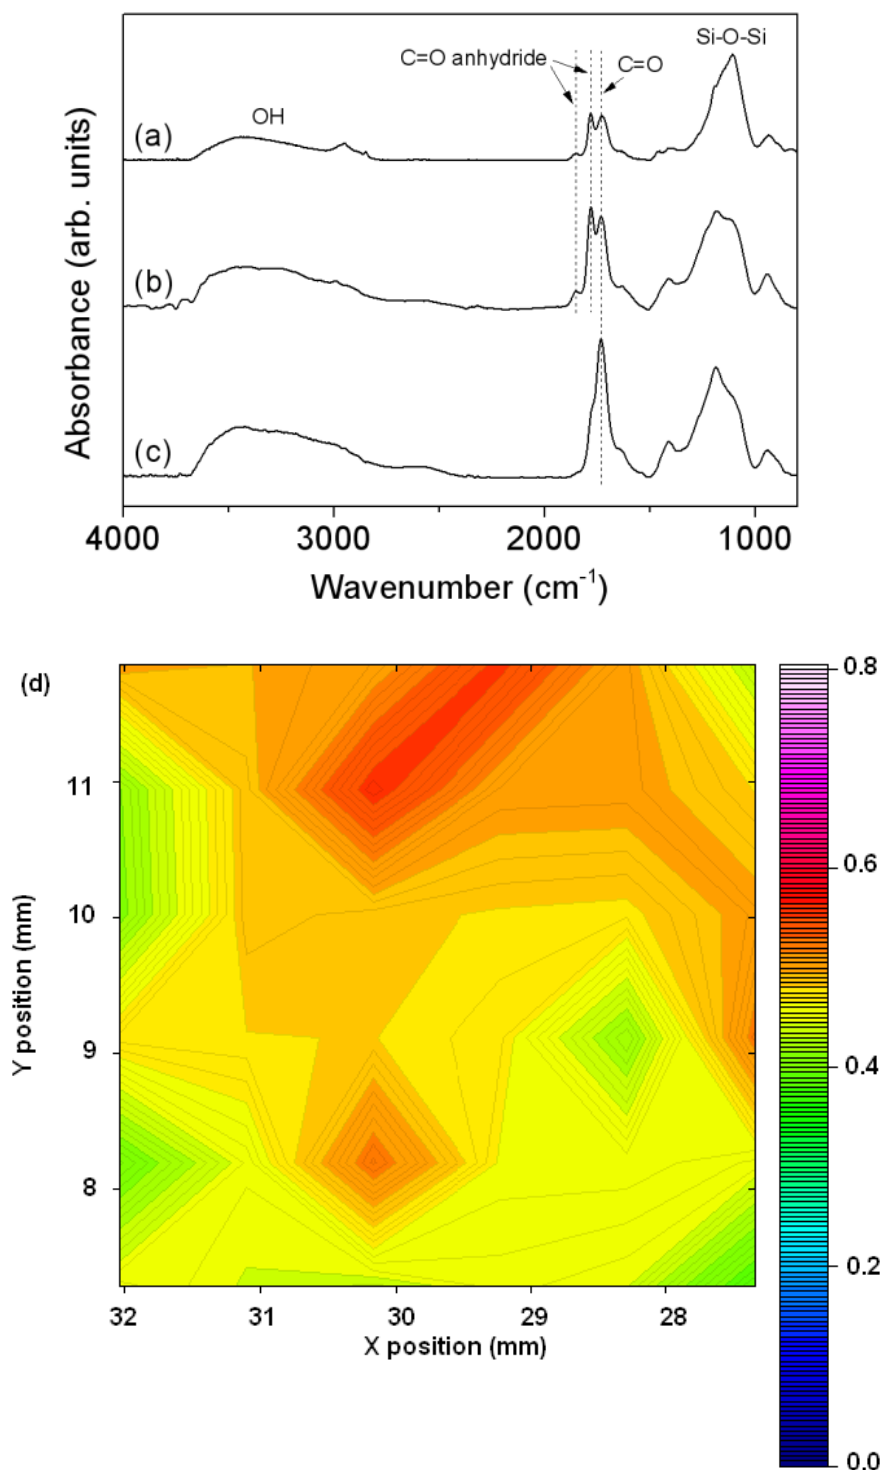 Si-O-Si
C=O anhydride
C=O
OH
(a)
(b)
(c)
Absorbance (arb. units)
4000 3000 2000 1000
Wavenumber (cm⁻¹)
(d)
0.8
11
0.6
10
Y position (mm)
9
0.4
8
0.2
32 31 30 29 28
X position (mm)
0.0